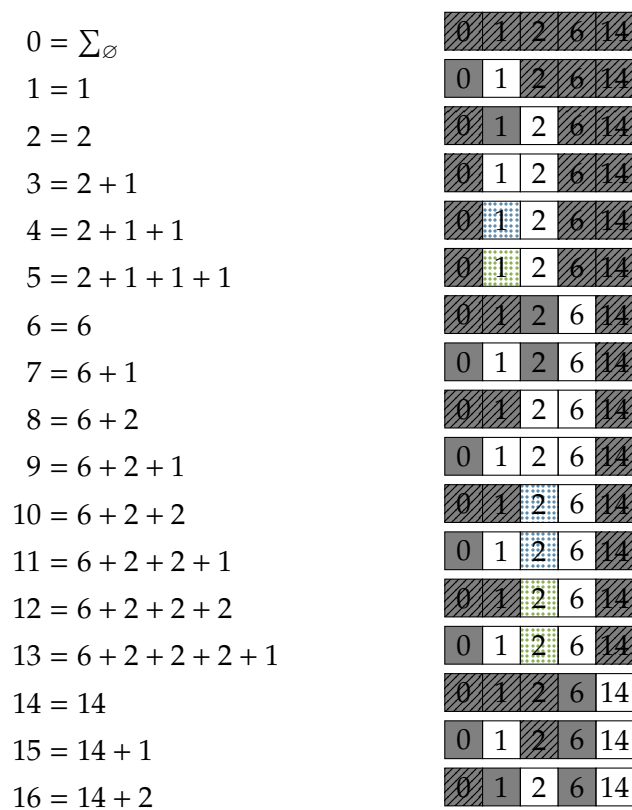 0 = ∑∅ 0 1 2 6 14
1 = 1 0 1 2 6 14
2 = 2 0 1 2 6 14
3 = 2 + 1 0 1 2 6 14
4 = 2 + 1 + 1 0 1 2 6 14
5 = 2 + 1 + 1 + 1 0 1 2 6 14
6 = 6 0 1 2 6 14
7 = 6 + 1 0 1 2 6 14
8 = 6 + 2 0 1 2 6 14
9 = 6 + 2 + 1 0 1 2 6 14
10 = 6 + 2 + 2 0 1 2 6 14
11 = 6 + 2 + 2 + 1 0 1 2 6 14
12 = 6 + 2 + 2 + 2 0 1 2 6 14
13 = 6 + 2 + 2 + 2 + 1 0 1 2 6 14
14 = 14 0 1 2 6 14
15 = 14 + 1 0 1 2 6 14
16 = 14 + 2 0 1 2 6 14